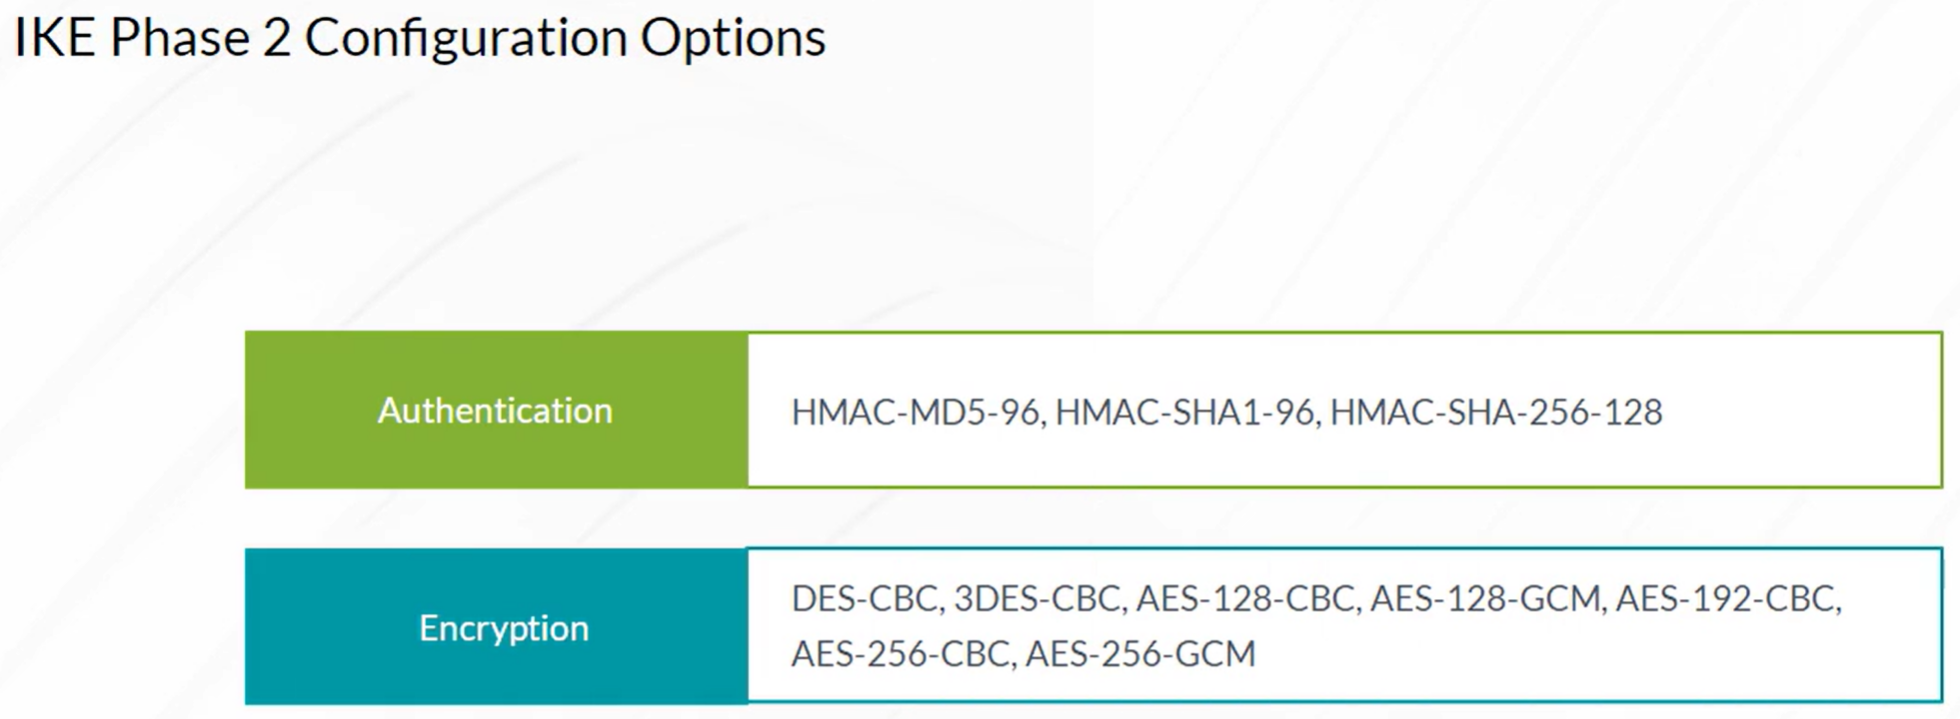 IKE Phase 2 Configuration Options
Authentication
HMAC-MD5-96, HMAC-SHA1-96, HMAC-SHA-256-128
Encryption
DES-CBC, 3DES-CBC, AES-128-CBC, AES-128-GCM, AES-192-CBC,
AES-256-CBC, AES-256-GCM